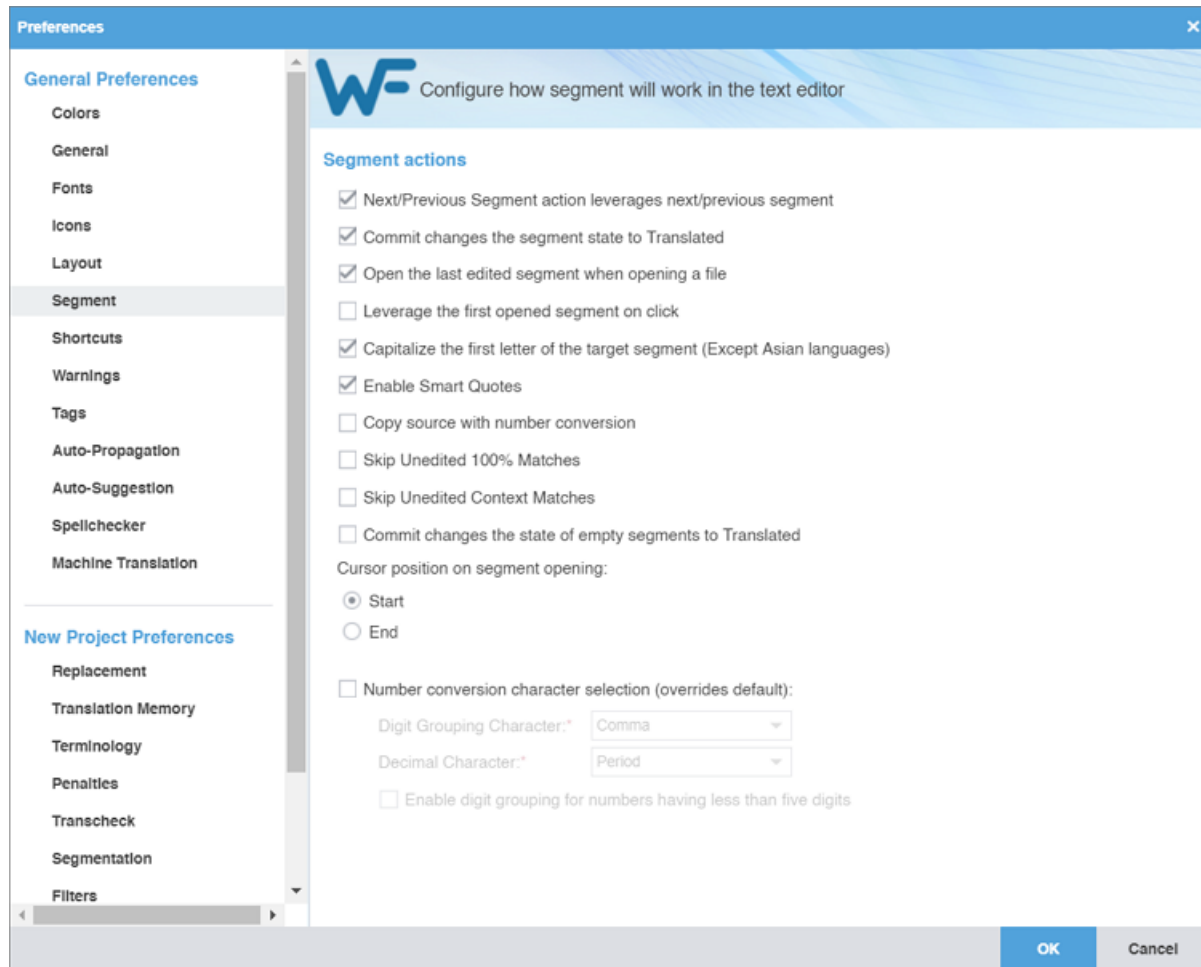 Preferences
General Preferences
Colors
General
Fonts
Icons
Layout
Segment
Shortcuts
Warnings
Tags
Auto-Propagation
Auto-Suggestion
Spellchecker
Machine Translation
New Project Preferences
Replacement
Translation Memory
Terminology
Penalties
Transcheck
Segmentation
Filters
WF
Configure how segment will work in the text editor
Segment actions
Next/Previous Segment action leverages next/previous segment
Commit changes the segment state to Translated
Open the last edited segment when opening a file
Leverage the first opened segment on click
Capitalize the first letter of the target segment (Except Asian languages)
Enable Smart Quotes
Copy source with number conversion
Skip Unedited 100% Matches
Skip Unedited Context Matches
Commit changes the state of empty segments to Translated
Cursor position on segment opening:
Start
End
Number conversion character selection (overrides default):
Digit Grouping Character:* Comma
Decimal Character:* Period
Enable digit grouping for numbers having less than five digits
OK Cancel